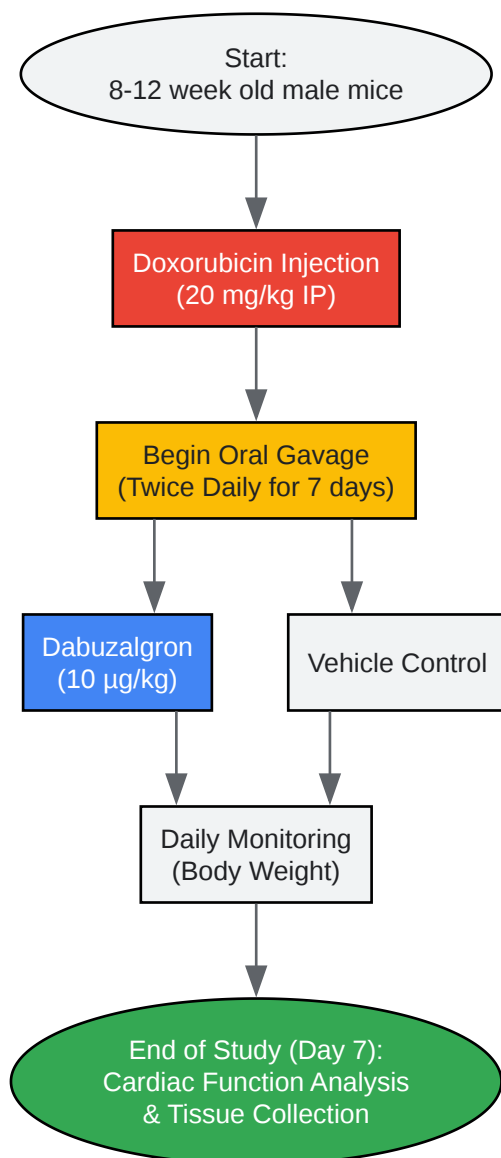 Start:
8-12 week old male mice
Doxorubicin Injection
(20 mg/kg IP)
Begin Oral Gavage
(Twice Daily for 7 days)
Dabuzalgron
(10 µg/kg)
Vehicle Control
Daily Monitoring
(Body Weight)
End of Study (Day 7):
Cardiac Function Analysis
& Tissue Collection